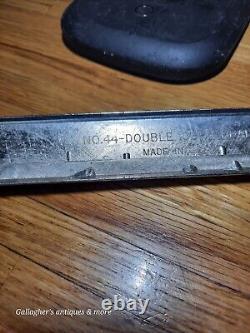 NO. 44-DOUBLE
MADE IN
Gallagher's antiques & more